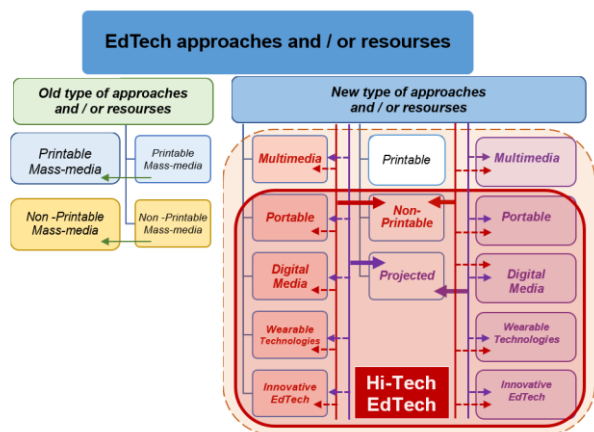 EdTech approaches and / or resourses
Old type of approaches
and / or resourses
New type of approaches
and / or resourses
Printable
Mass-media
Printable
Mass-media
Non -Printable
Mass-media
Non -Printable
Mass-media
Multimedia
Printable
Multimedia
Portable
Non-
Printable
Portable
Digital
Media
Projected
Digital
Media
Wearable
Technologies
Wearable
Technologies
Innovative
EdTech
Hi-Tech
EdTech
Innovative
EdTech